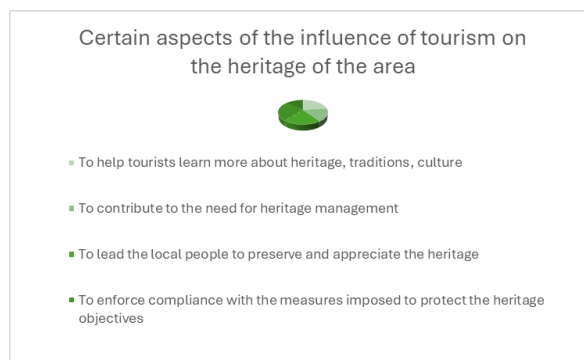 Certain aspects of the influence of tourism on
the heritage of the area
To help tourists learn more about heritage, traditions, culture
To contribute to the need for heritage management
To lead the local people to preserve and appreciate the heritage
To enforce compliance with the measures imposed to protect the heritage
objectives